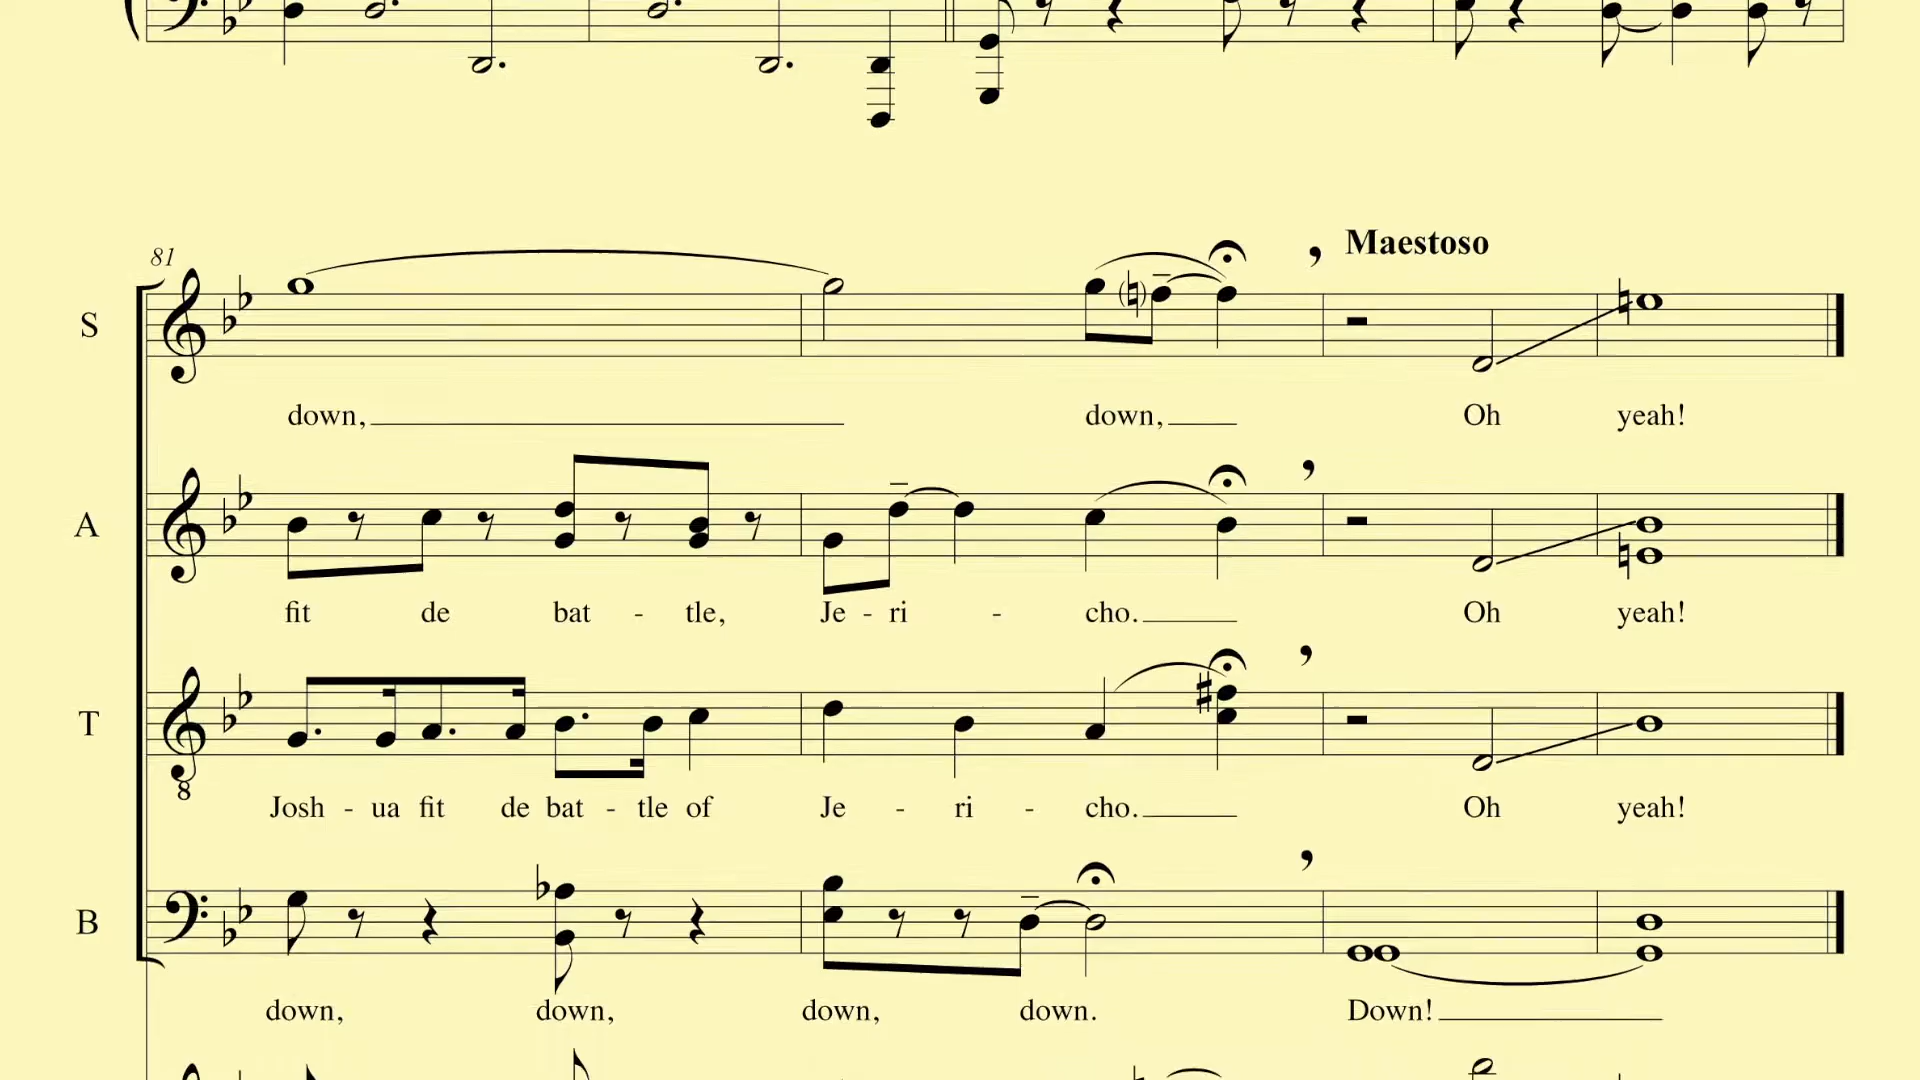 81
Maestoso
S
down, down, Oh yeah!
A
fit de bat - tle, Je - ri - cho. Oh yeah!
T
8
Josh - ua fit de bat - tle of Je - ri - cho. Oh yeah!
B
down, down, down, down. Down!